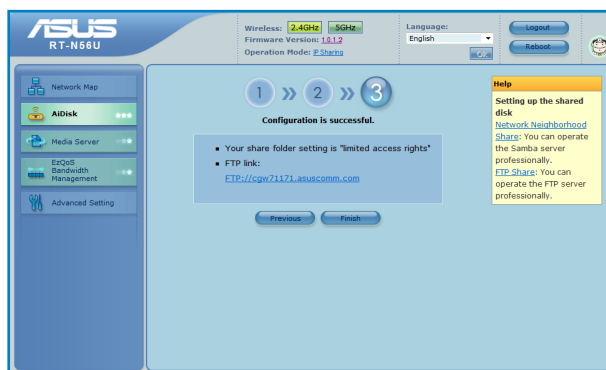 ASUS
RT-N56U
Wireless: 2.4GHz 5GHz
Firmware Version: 1.0.1.2
Operation Mode: IP Sharing
Language:
English
OK
Logout
Reboot
Network Map
AiDisk
Media Server
EzQoS
Bandwidth
Management
Advanced Setting
1 » 2 » 3
Configuration is successful.
▪ Your share folder setting is "limited access rights"
▪ FTP link:
FTP://cgw71171.asuscomm.com
Previous
Finish
Help
Setting up the shared
disk
Network Neighborhood
Share: You can operate
the Samba server
professionally.
FTP Share: You can
operate the FTP server
professionally.